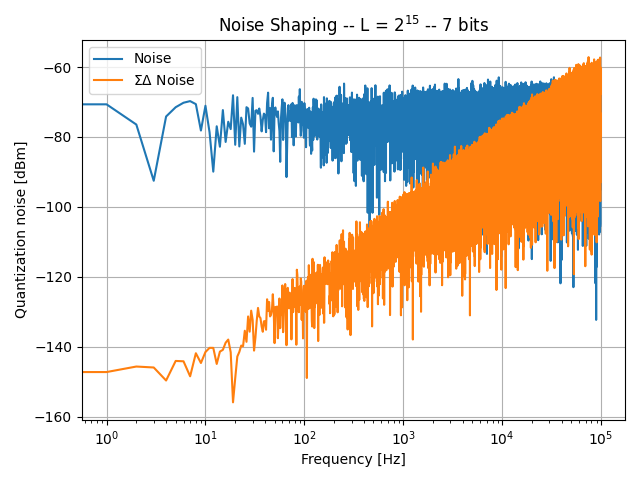 Noise Shaping -- L = 2^15 -- 7 bits
Noise
ΣΔ Noise
Quantization noise [dBm]
−60
−80
−100
−120
−140
−160
10^0
10^1
10^2
10^3
10^4
10^5
Frequency [Hz]